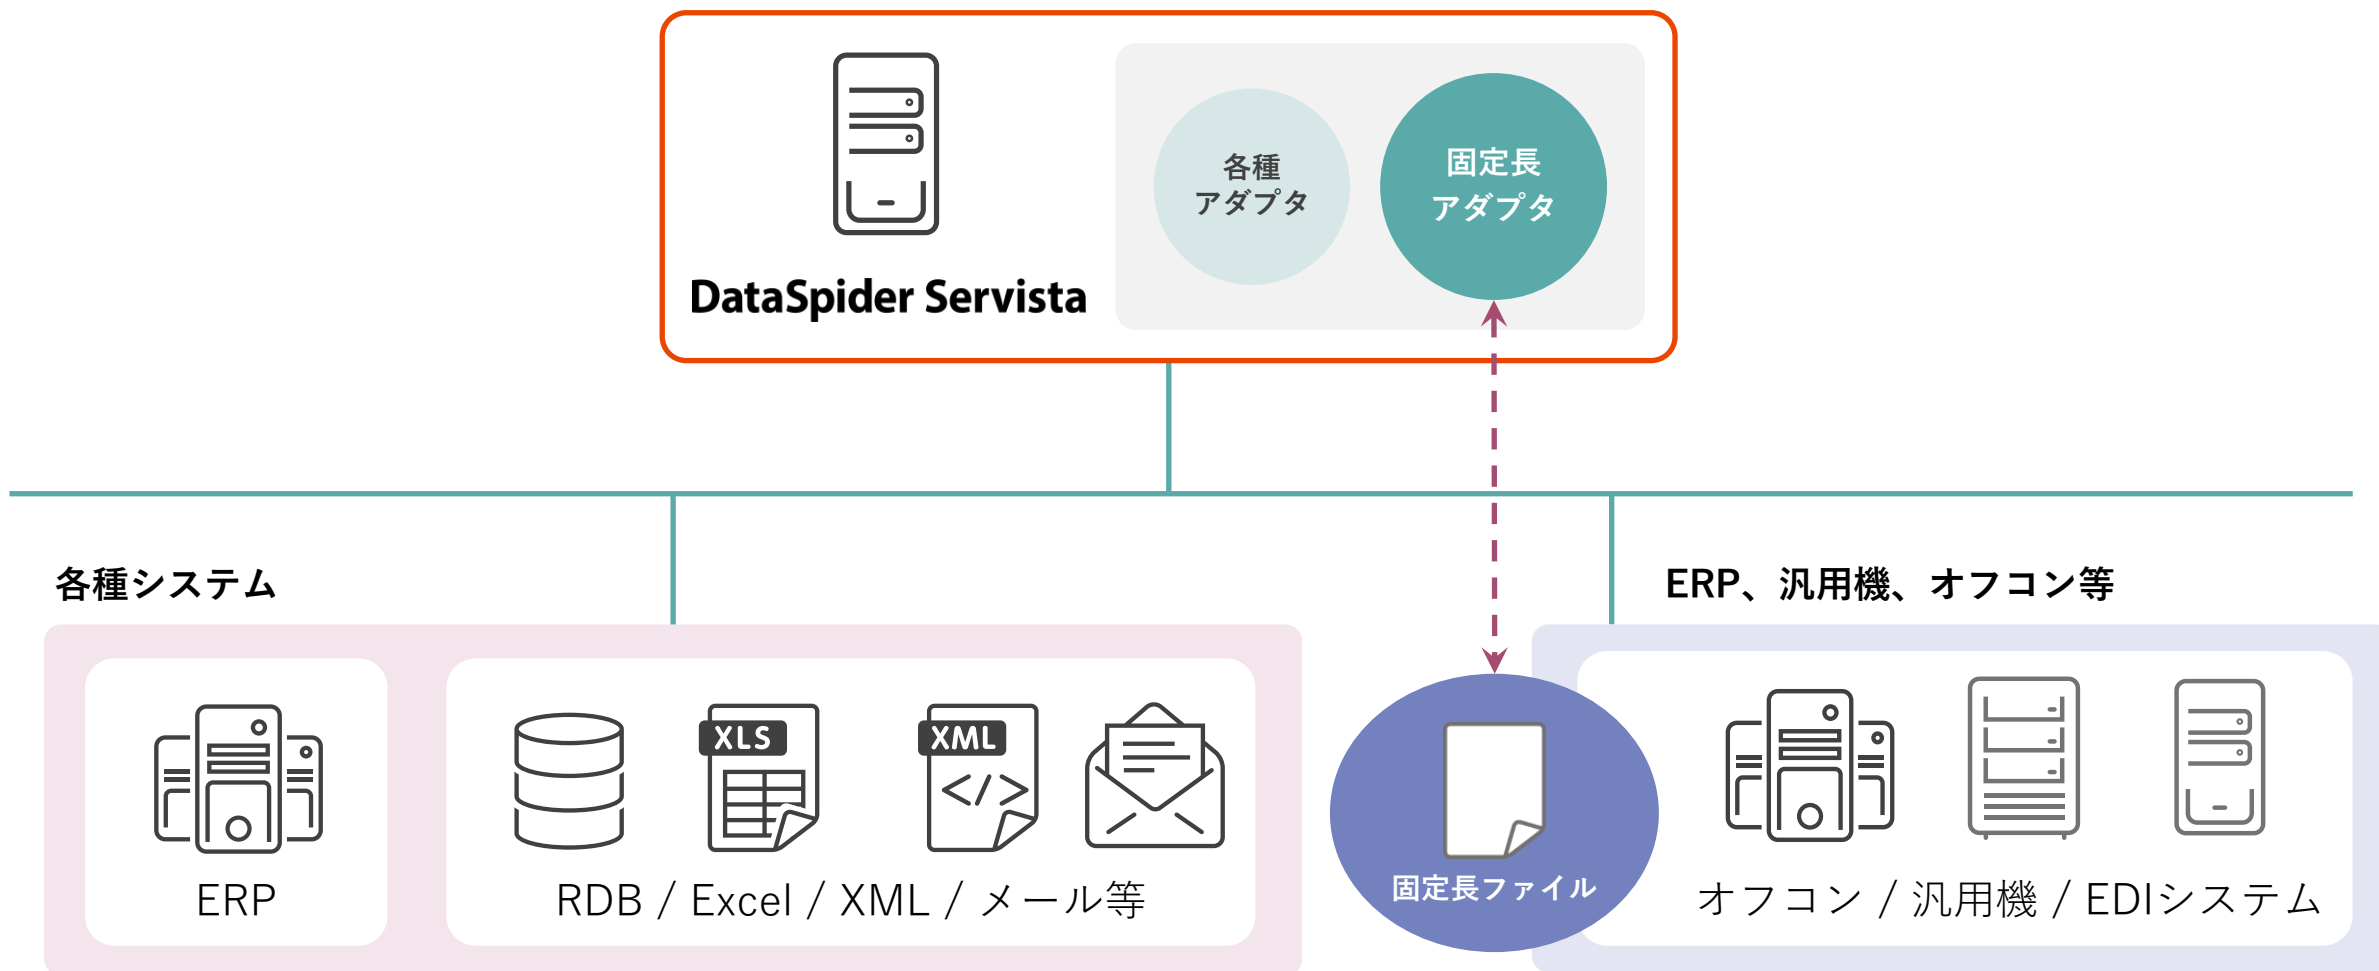 各種
アダプタ
固定長
アダプタ
DataSpider Servista
各種システム
ERP、汎用機、オフコン等
XLS
XML
ERP
RDB / Excel / XML / メール等
固定長ファイル
オフコン / 汎用機 / EDIシステム